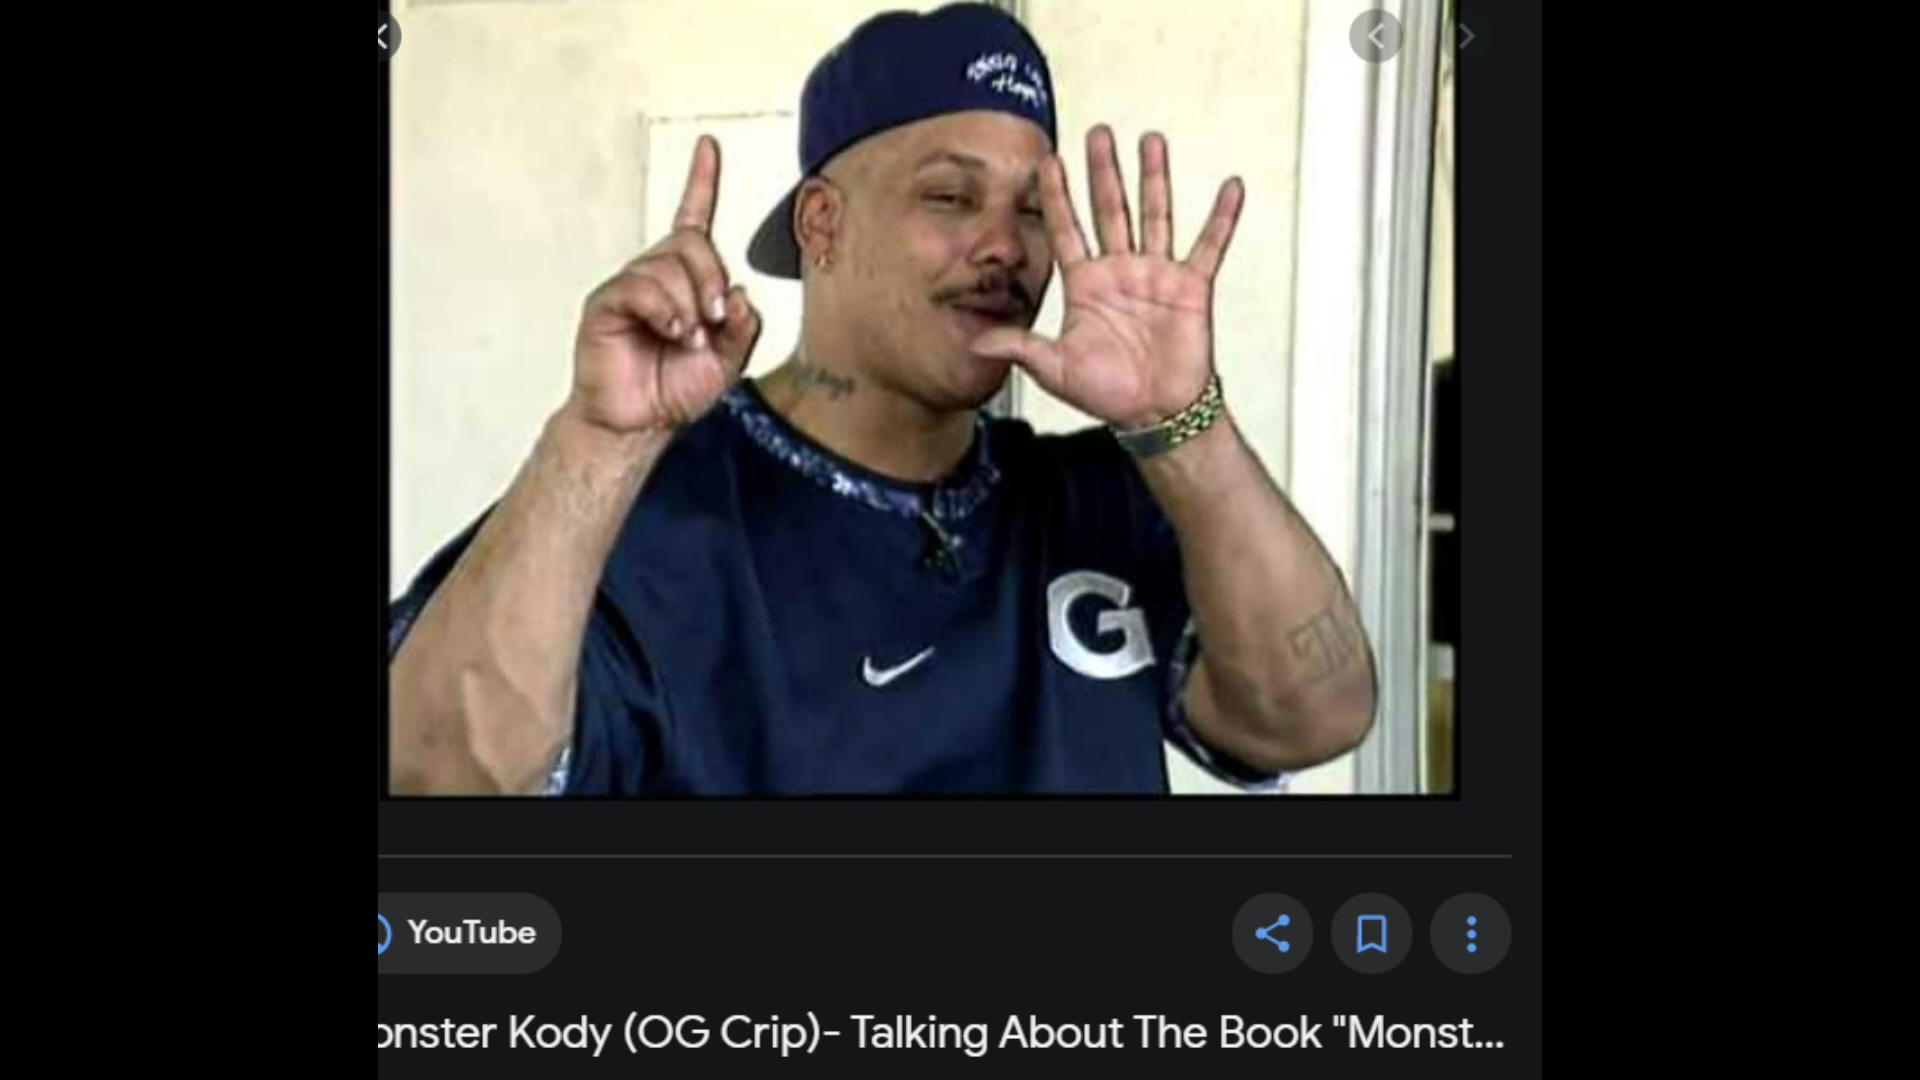 G
YouTube
onster Kody (OG Crip)- Talking About The Book "Monst...